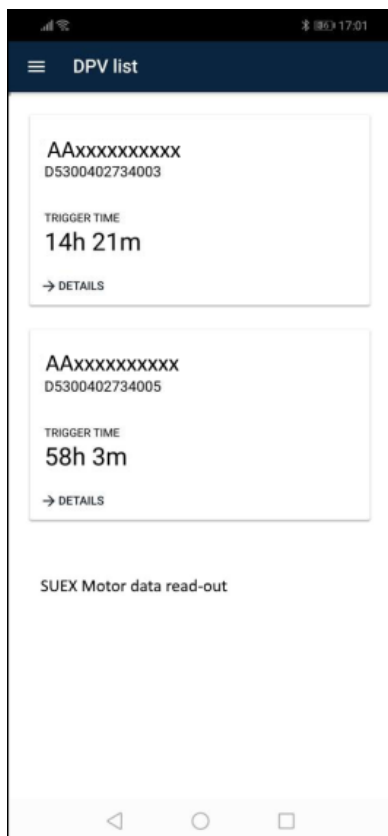 17:01
DPV list
AAxxxxxxxxxx
D5300402734003
TRIGGER TIME
14h 21m
→ DETAILS
AAxxxxxxxxxx
D5300402734005
TRIGGER TIME
58h 3m
→ DETAILS
SUEX Motor data read-out